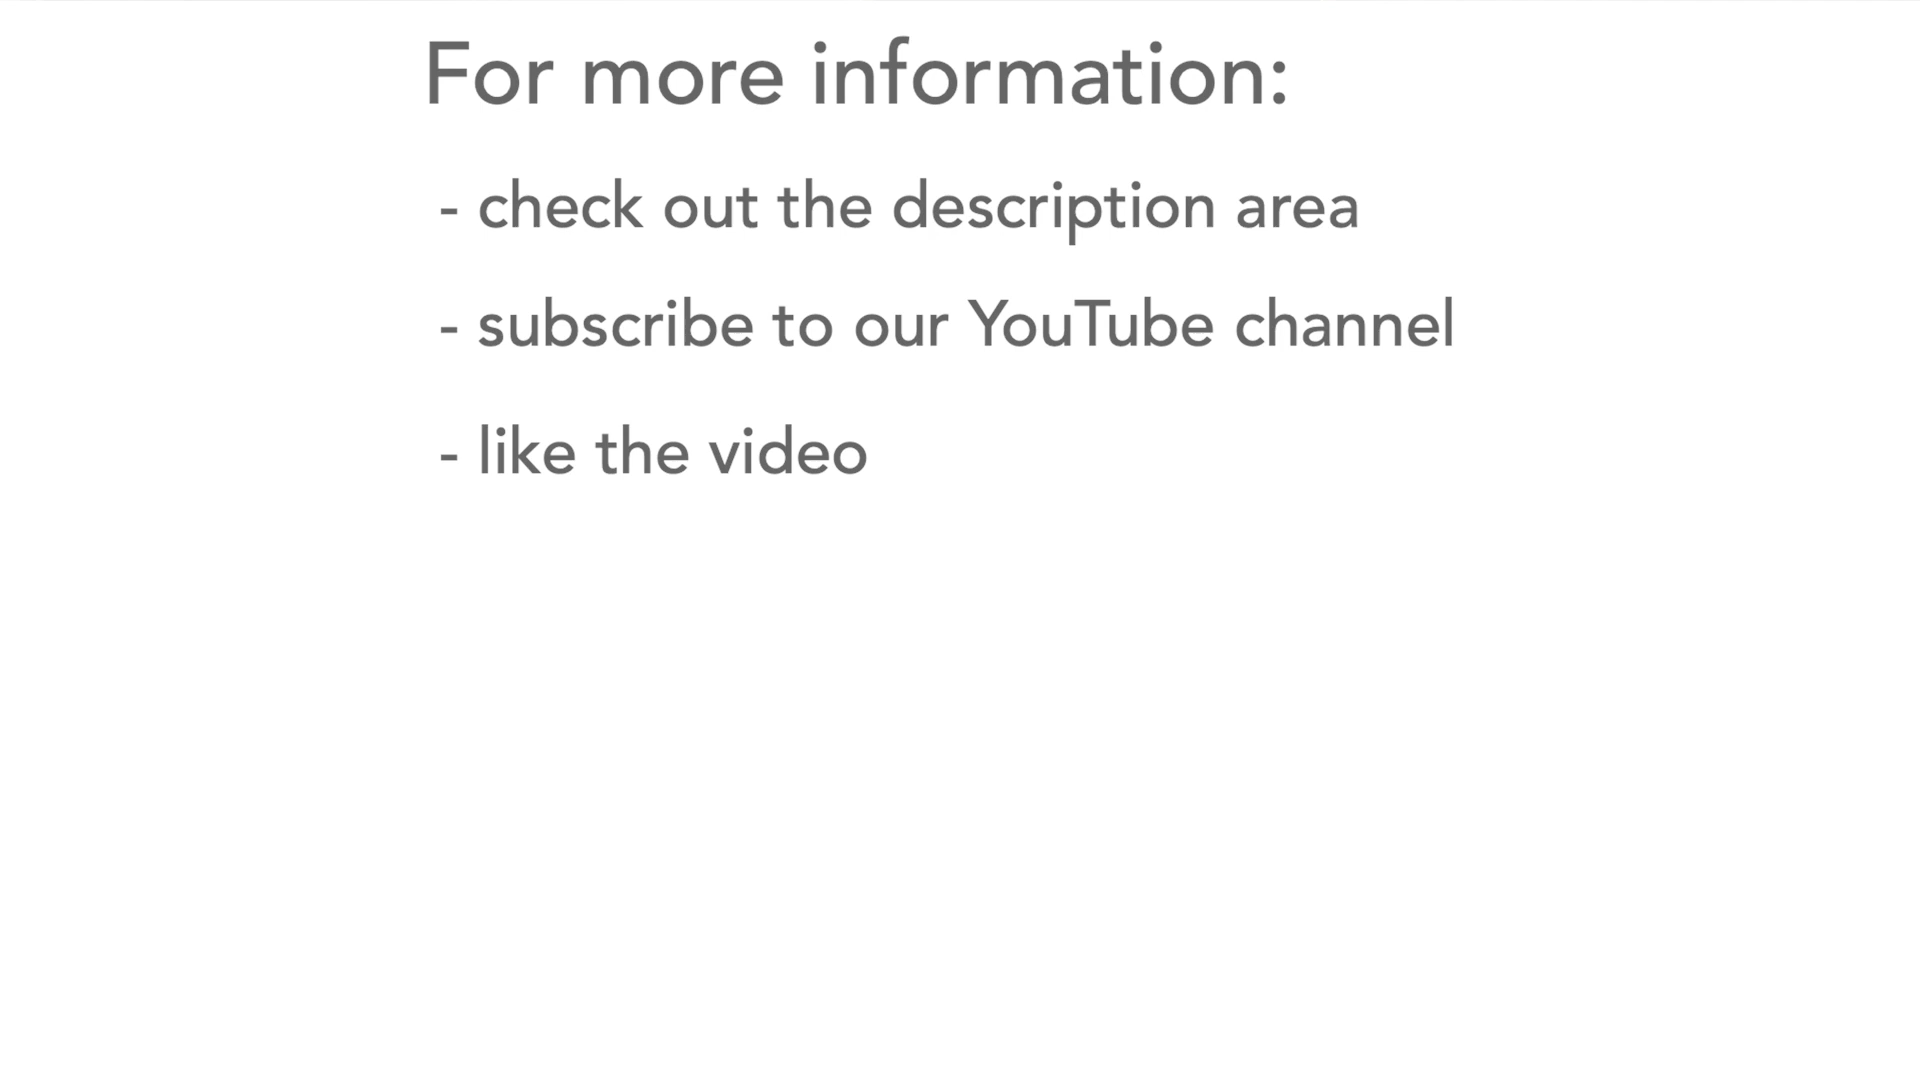 For more information:
- check out the description area
- subscribe to our YouTube channel
- like the video